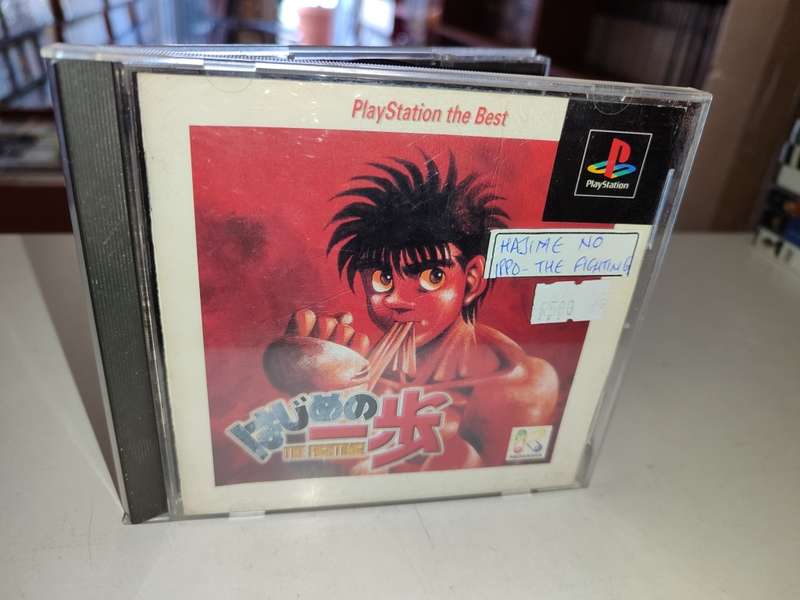 PlayStation the Best
PlayStation
HAJIME NO
IPPO - THE FIGHTING
はじめの一歩
THE FIGHTING